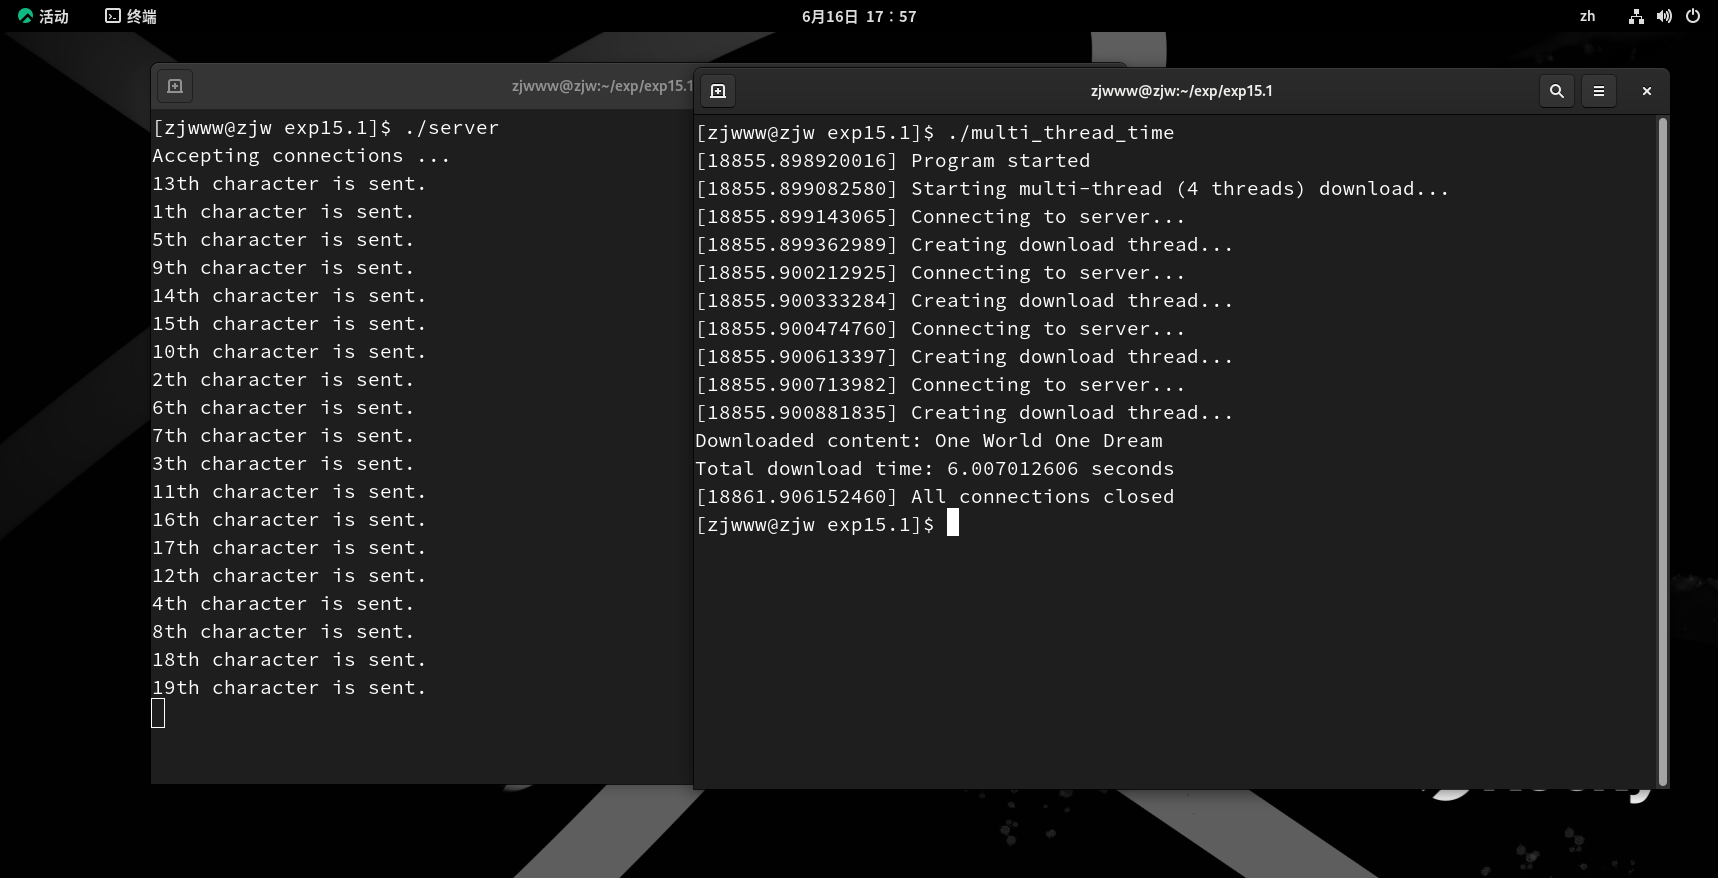 活动
终端
6月16日 17：57
zh
zjwww@zjw:~/exp/exp15.1
[zjwww@zjw exp15.1]$ ./server
Accepting connections ...
13th character is sent.
1th character is sent.
5th character is sent.
9th character is sent.
14th character is sent.
15th character is sent.
10th character is sent.
2th character is sent.
6th character is sent.
7th character is sent.
3th character is sent.
11th character is sent.
16th character is sent.
17th character is sent.
12th character is sent.
4th character is sent.
8th character is sent.
18th character is sent.
19th character is sent.
zjwww@zjw:~/exp/exp15.1
[zjwww@zjw exp15.1]$ ./multi_thread_time
[18855.898920016] Program started
[18855.899082580] Starting multi-thread (4 threads) download...
[18855.899143065] Connecting to server...
[18855.899362989] Creating download thread...
[18855.900212925] Connecting to server...
[18855.900333284] Creating download thread...
[18855.900474760] Connecting to server...
[18855.900613397] Creating download thread...
[18855.900713982] Connecting to server...
[18855.900881835] Creating download thread...
Downloaded content: One World One Dream
Total download time: 6.007012606 seconds
[18861.906152460] All connections closed
[zjwww@zjw exp15.1]$